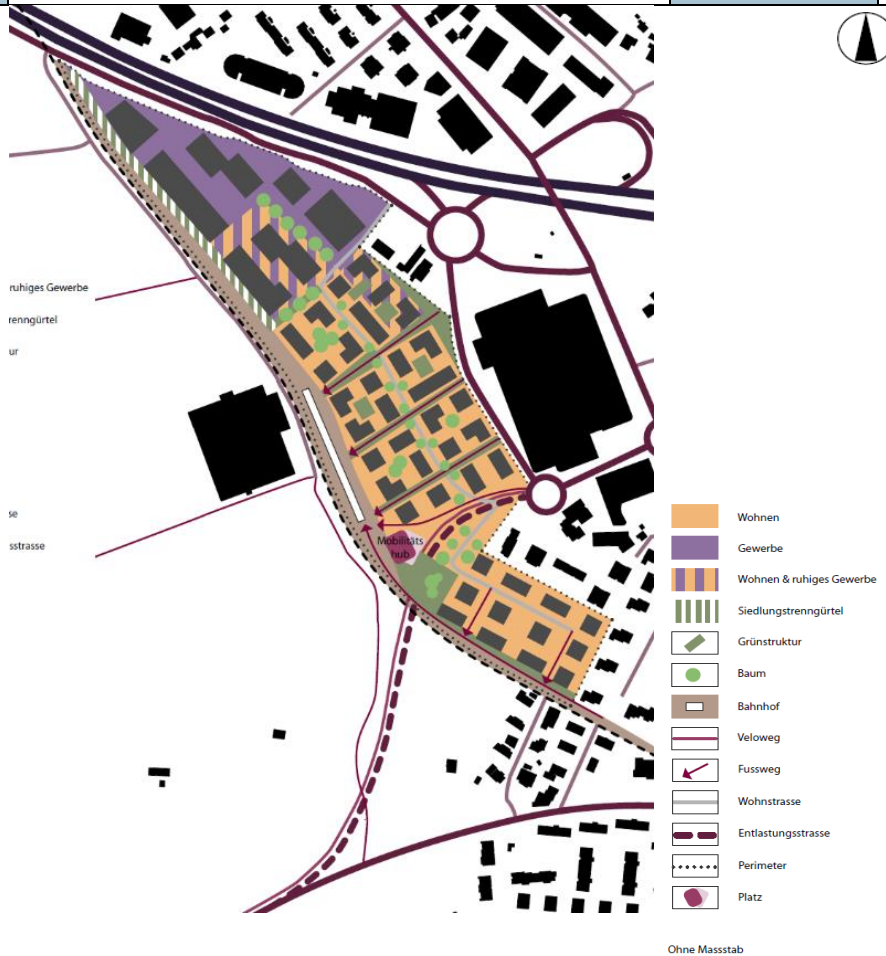 ruhiges Gewerbe
renngürtel
ur
se
sstrasse
Mobilitäts
hub
Wohnen
Gewerbe
Wohnen & ruhiges Gewerbe
Siedlungstrenngürtel
Grünstruktur
Baum
Bahnhof
Veloweg
Fussweg
Wohnstrasse
Entlastungsstrasse
Perimeter
Platz
Ohne Massstab